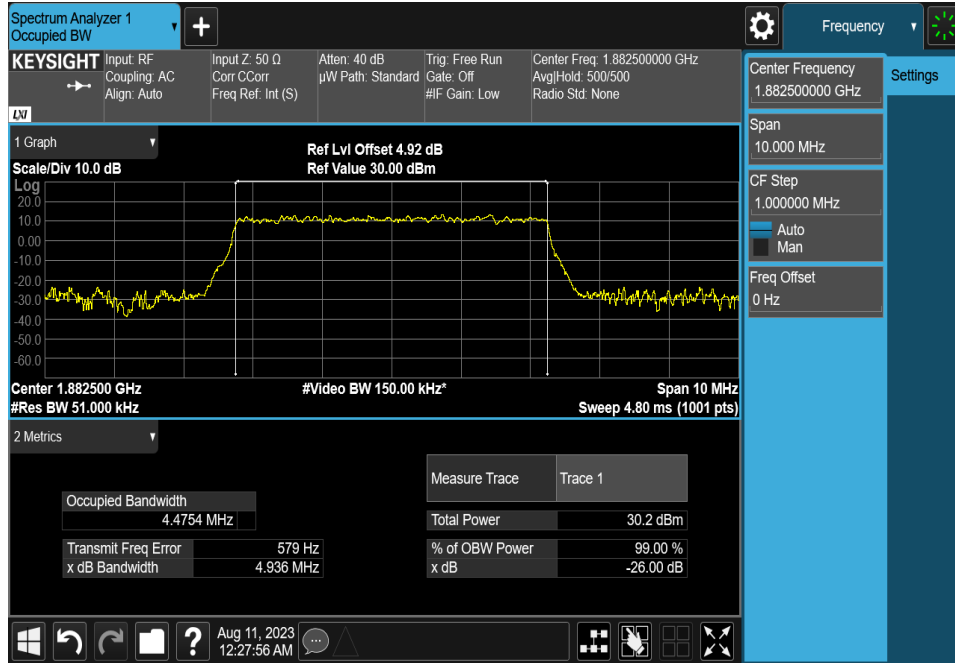 Spectrum Analyzer 1
Occupied BW
+
Frequency
KEYSIGHT
LXI
Input: RF
Coupling: AC
Align: Auto
Input Z: 50 Ω
Corr CCorr
Freq Ref: Int (S)
Atten: 40 dB
µW Path: Standard
Trig: Free Run
Gate: Off
#IF Gain: Low
Center Freq: 1.882500000 GHz
Avg|Hold: 500/500
Radio Std: None
Center Frequency
1.882500000 GHz
Settings
Span
10.000 MHz
CF Step
1.000000 MHz
Auto
Man
Freq Offset
0 Hz
1 Graph
Scale/Div 10.0 dB
Ref Lvl Offset 4.92 dB
Ref Value 30.00 dBm
Log
20.0
10.0
0.00
-10.0
-20.0
-30.0
-40.0
-50.0
-60.0
Center 1.882500 GHz
#Video BW 150.00 kHz*
Span 10 MHz
#Res BW 51.000 kHz
Sweep 4.80 ms (1001 pts)
2 Metrics
Measure Trace Trace 1
Occupied Bandwidth
4.4754 MHz
Total Power 30.2 dBm
Transmit Freq Error 579 Hz
% of OBW Power 99.00 %
x dB Bandwidth 4.936 MHz
x dB -26.00 dB
?
Aug 11, 2023
12:27:56 AM